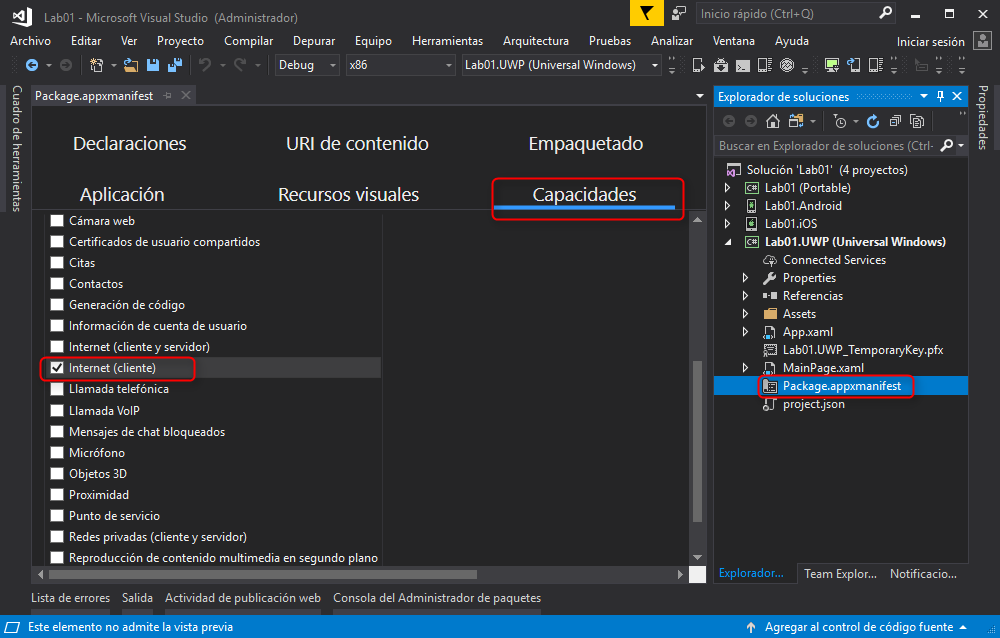 Lab01 - Microsoft Visual Studio (Administrador)
Inicio rápido (Ctrl+Q)
Archivo Editar Ver Proyecto Compilar Depurar Equipo Herramientas Arquitectura Pruebas Analizar Ventana Ayuda Iniciar sesión
Debug x86 Lab01.UWP (Universal Windows)
Cuadro de herramientas
Package.appxmanifest
Declaraciones URI de contenido Empaquetado
Aplicación Recursos visuales Capacidades
Cámara web
Certificados de usuario compartidos
Citas
Contactos
Generación de código
Información de cuenta de usuario
Internet (cliente y servidor)
Internet (cliente)
Llamada telefónica
Llamada VoIP
Mensajes de chat bloqueados
Micrófono
Objetos 3D
Proximidad
Punto de servicio
Redes privadas (cliente y servidor)
Reproducción de contenido multimedia en segundo plano
Explorador de soluciones
Buscar en Explorador de soluciones (Ctrl-
Solución 'Lab01' (4 proyectos)
C# Lab01 (Portable)
Lab01.Android
Lab01.iOS
C# Lab01.UWP (Universal Windows)
Connected Services
Properties
Referencias
Assets
App.xaml
Lab01.UWP_TemporaryKey.pfx
MainPage.xaml
Package.appxmanifest
project.json
Explorador... Team Explor... Notificacio...
Propiedades
Lista de errores Salida Actividad de publicación web Consola del Administrador de paquetes
Este elemento no admite la vista previa
Agregar al control de código fuente